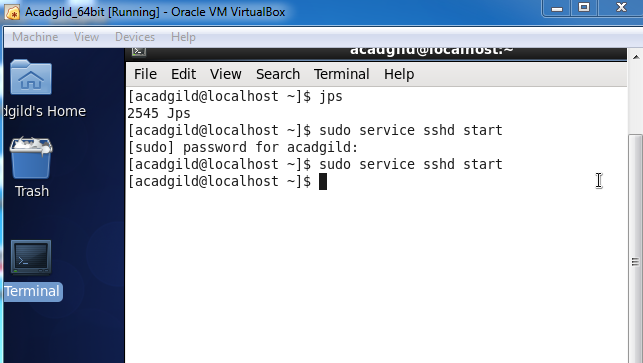 Acadgild_64bit [Running] - Oracle VM VirtualBox
Machine View Devices Help
acadgild@localhost:~
File Edit View Search Terminal Help
[acadgild@localhost ~]$ jps
2545 Jps
[acadgild@localhost ~]$ sudo service sshd start
[sudo] password for acadgild:
[acadgild@localhost ~]$ sudo service sshd start
[acadgild@localhost ~]$
dgild's Home
Trash
Terminal